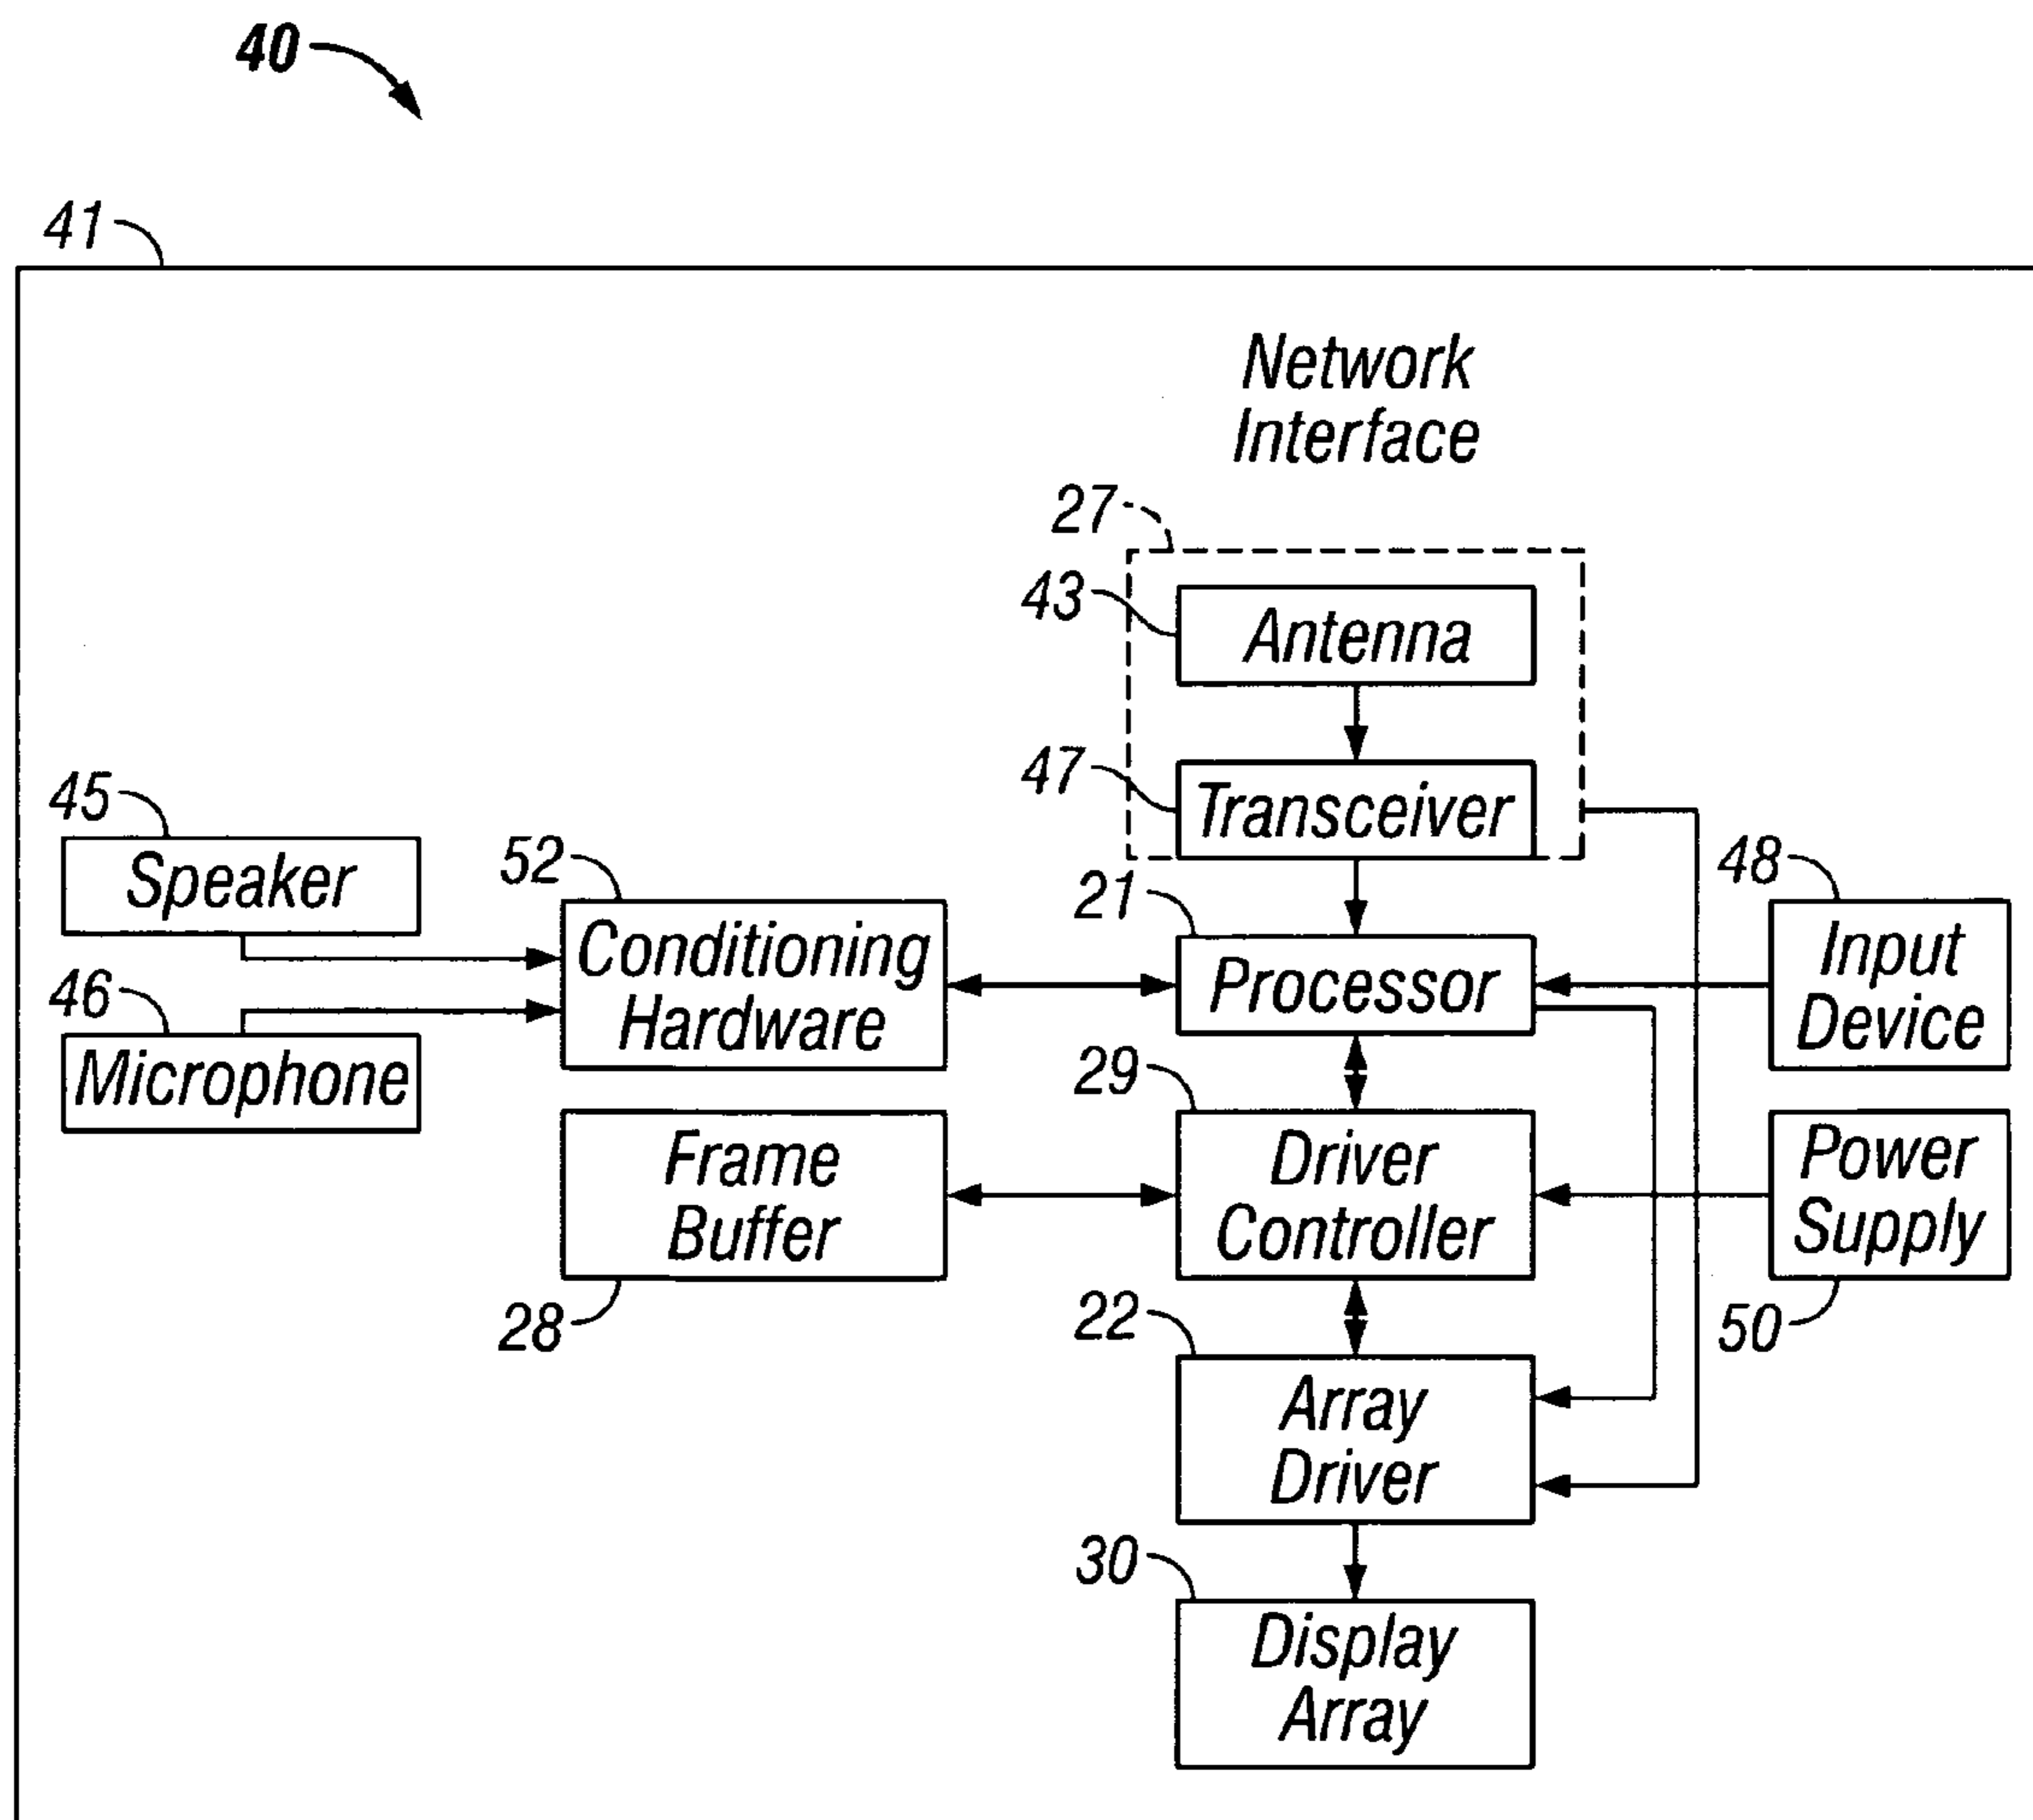 40
41
Network
Interface
27
43
Antenna
47
Transceiver
45
Speaker
52
Conditioning
Hardware
21
Processor
48
Input
Device
46
Microphone
29
Driver
Controller
Frame
Buffer
28
Power
Supply
50
22
Array
Driver
30
Display
Array